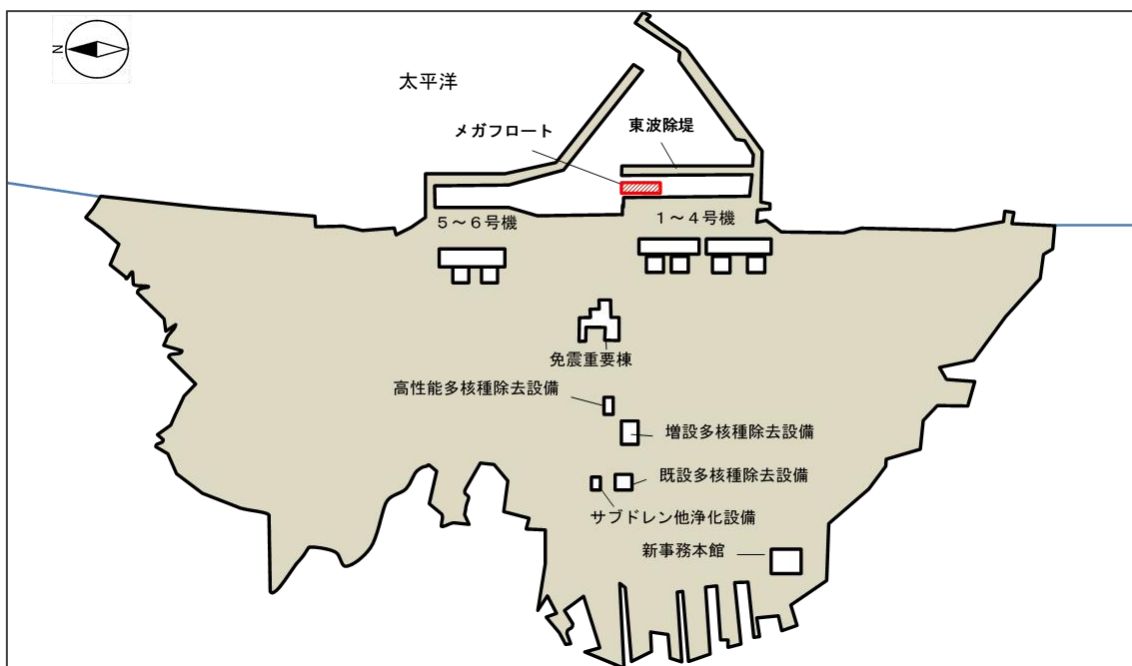 N
太平洋
メガフロート
東波除堤
5~6号機
1~4号機
免震重要棟
高性能多核種除去設備
増設多核種除去設備
既設多核種除去設備
サブドレン他浄化設備
新事務本館